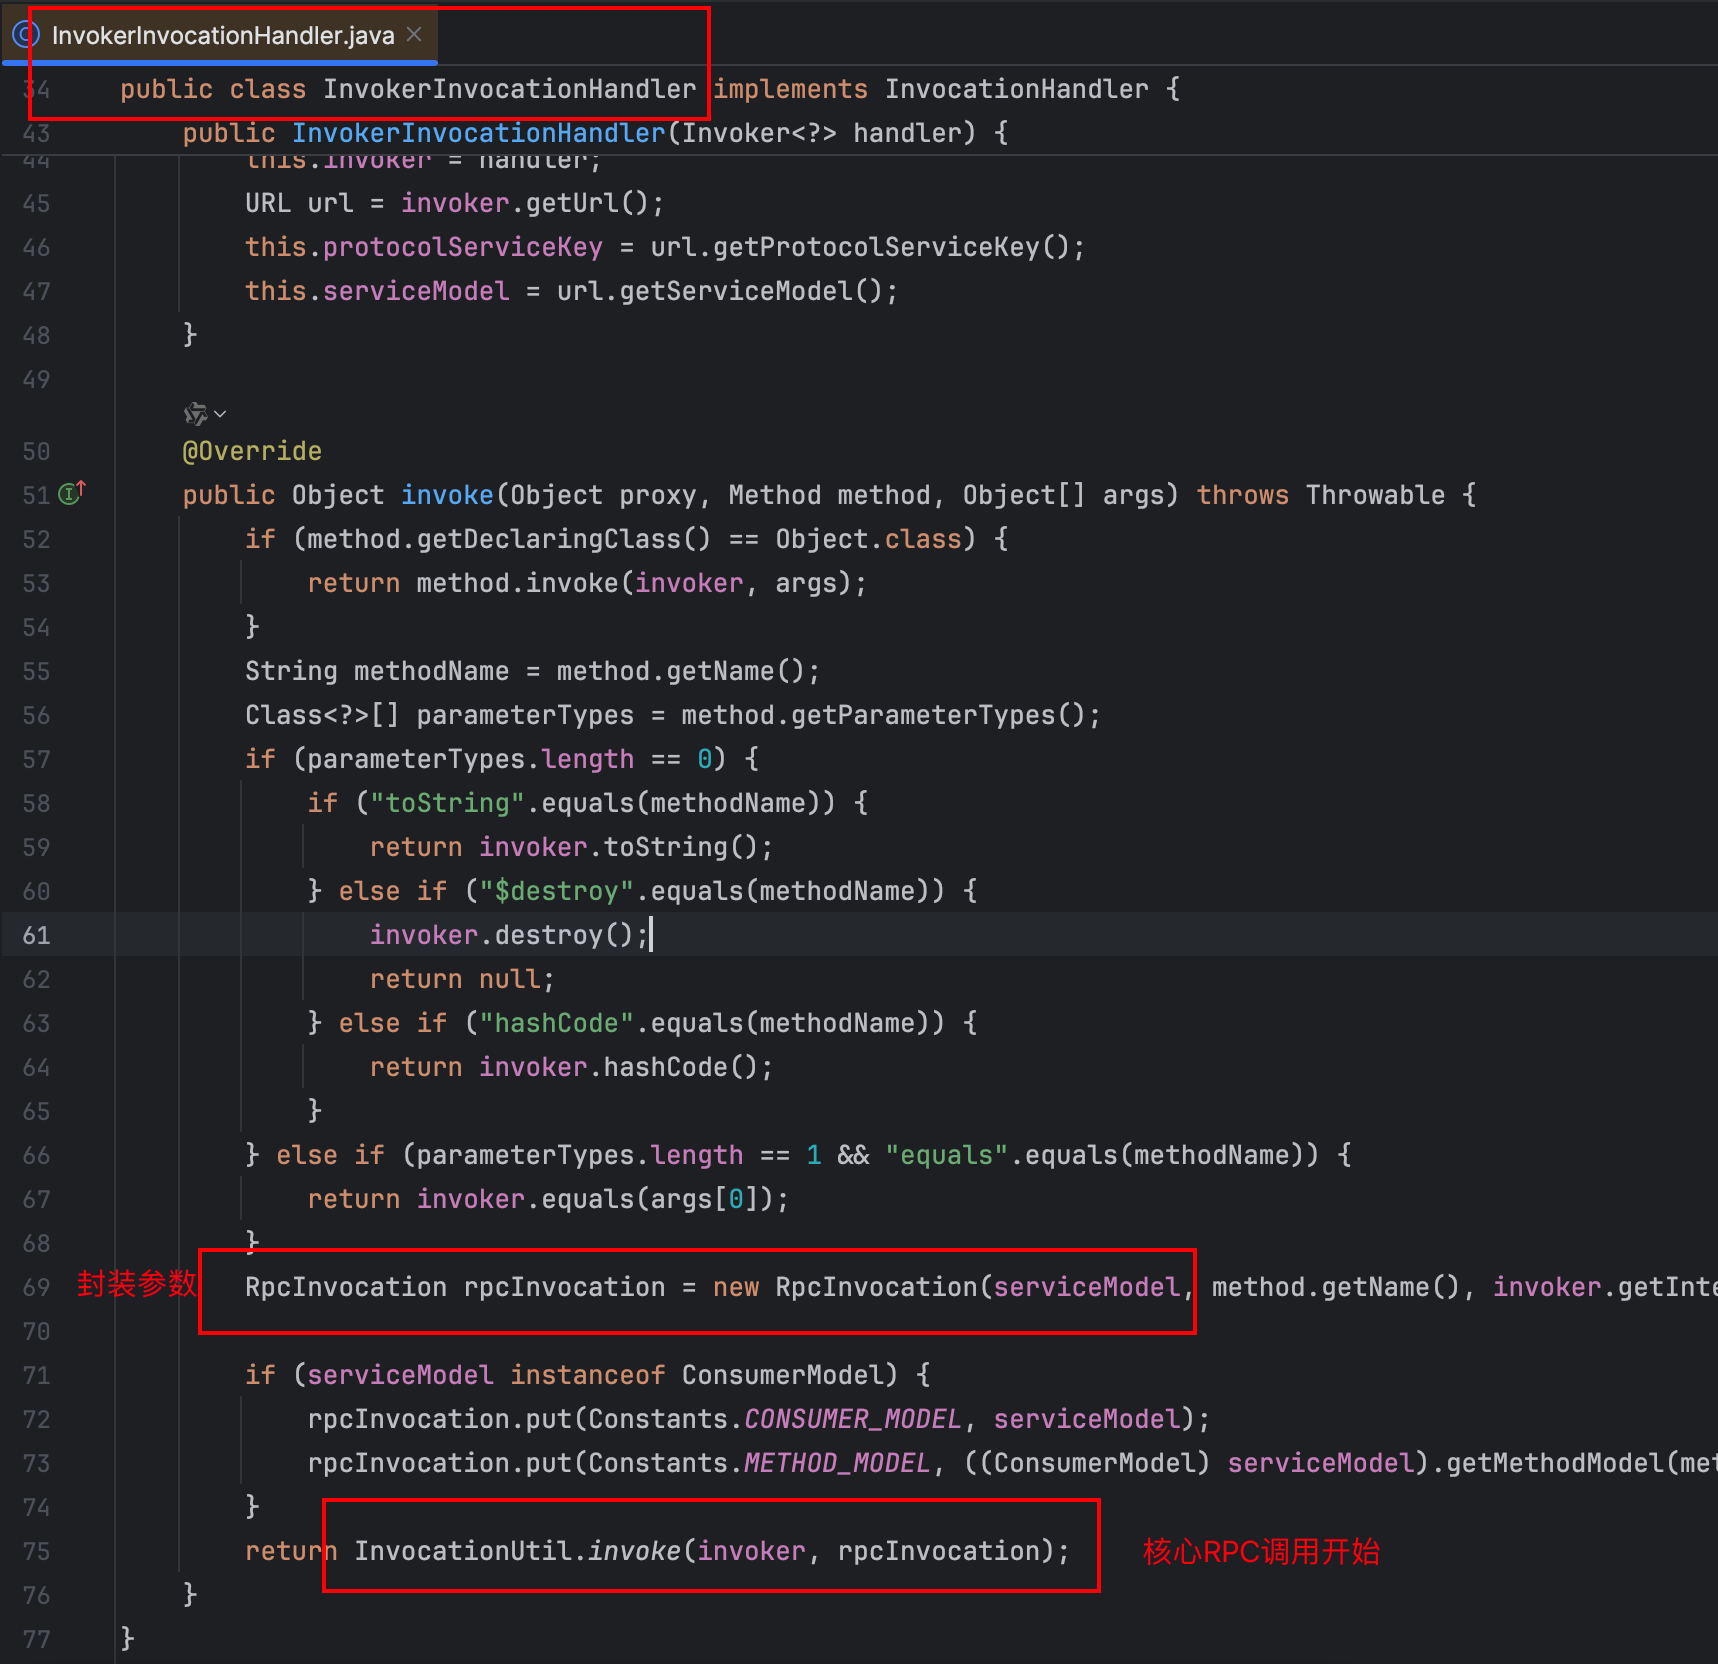 InvokerInvocationHandler.java
34 public class InvokerInvocationHandler implements InvocationHandler {
43 public InvokerInvocationHandler(Invoker<?> handler) {
44 this.invoker = handler;
45 URL url = invoker.getUrl();
46 this.protocolServiceKey = url.getProtocolServiceKey();
47 this.serviceModel = url.getServiceModel();
48 }
49
50 @Override
51 public Object invoke(Object proxy, Method method, Object[] args) throws Throwable {
52 if (method.getDeclaringClass() == Object.class) {
53 return method.invoke(invoker, args);
54 }
55 String methodName = method.getName();
56 Class<?>[] parameterTypes = method.getParameterTypes();
57 if (parameterTypes.length == 0) {
58 if ("toString".equals(methodName)) {
59 return invoker.toString();
60 } else if ("$destroy".equals(methodName)) {
61 invoker.destroy();
62 return null;
63 } else if ("hashCode".equals(methodName)) {
64 return invoker.hashCode();
65 }
66 } else if (parameterTypes.length == 1 && "equals".equals(methodName)) {
67 return invoker.equals(args[0]);
68 }
69 封装参数 RpcInvocation rpcInvocation = new RpcInvocation(serviceModel, method.getName(), invoker.getInte
70
71 if (serviceModel instanceof ConsumerModel) {
72 rpcInvocation.put(Constants.CONSUMER_MODEL, serviceModel);
73 rpcInvocation.put(Constants.METHOD_MODEL, ((ConsumerModel) serviceModel).getMethodModel(met
74 }
75 return InvocationUtil.invoke(invoker, rpcInvocation); 核心RPC调用开始
76 }
77 }